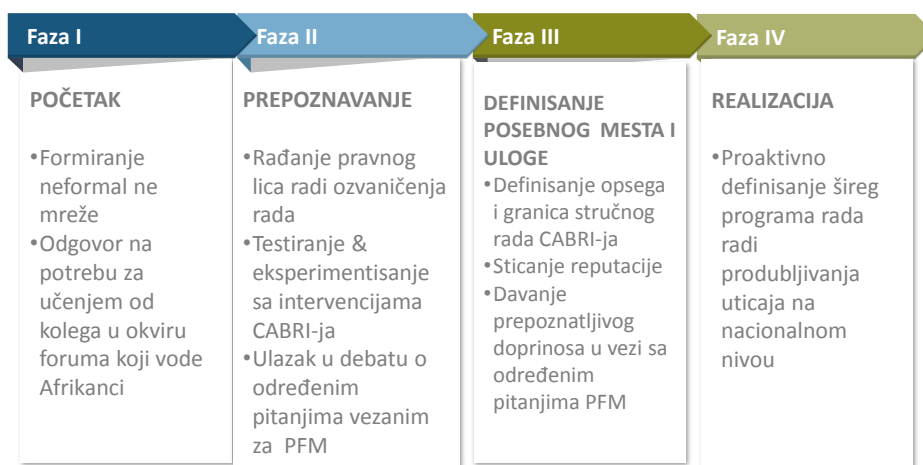 Faza I
POČETAK
•Formiranje
neformal ne
mreže
•Odgovor na
potrebu za
učenjem od
kolega u okviru
foruma koji vode
Afrikanci
Faza II
PREPOZNAVANJE
•Rađanje pravnog
lica radi ozvaničenja
rada
•Testiranje &
eksperimentisanje
sa intervencijama
CABRI-ja
•Ulazak u debatu o
određenim
pitanjima vezanim
za PFM
Faza III
DEFINISANJE
POSEBNOG MESTA I
ULOGE
•Definisanje opsega
i granica stručnog
rada CABRI-ja
•Sticanje reputacije
•Davanje
prepoznatljivog
doprinosa u vezi sa
određenim
pitanjima PFM
Faza IV
REALIZACIJA
•Proaktivno
definisanje šireg
programa rada
radi
produbljivanja
uticaja na
nacionalnom
nivou